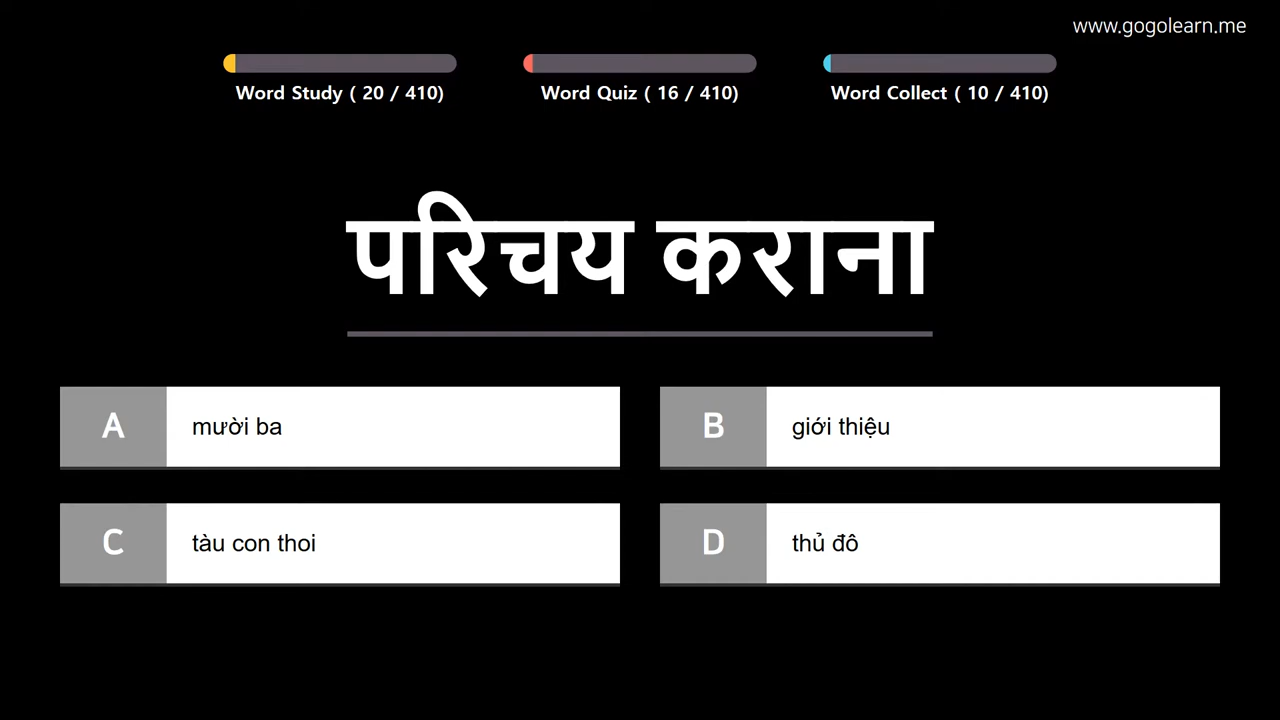 www.gogolearn.me
Word Study ( 20 / 410)
Word Quiz ( 16 / 410)
Word Collect ( 10 / 410)
परिचय कराना
A
mười ba
B
giới thiệu
C
tàu con thoi
D
thủ đô